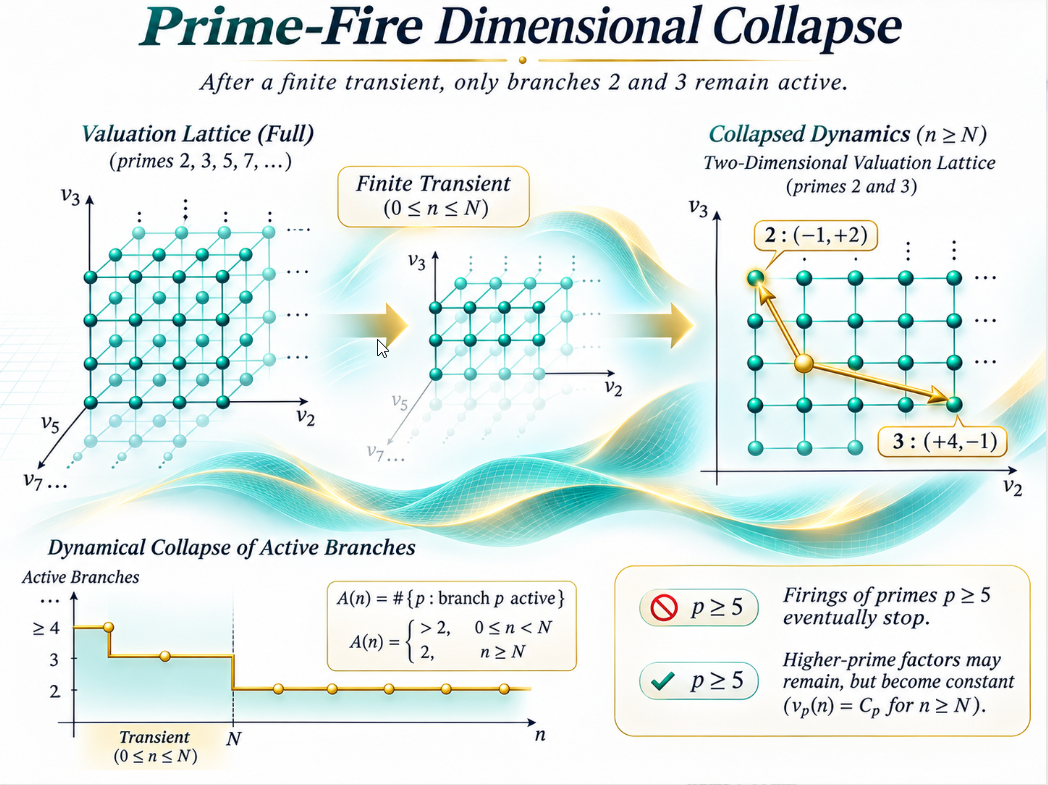 Prime-Fire Dimensional Collapse
After a finite transient, only branches 2 and 3 remain active.
Valuation Lattice (Full)
(primes 2, 3, 5, 7, …)
v₃
v₂
v₅
v₇ …
Finite Transient
(0 ≤ n ≤ N)
v₃
v₂
v₅
v₇ …
Collapsed Dynamics (n ≥ N)
Two-Dimensional Valuation Lattice
(primes 2 and 3)
v₃
2 : (−1, +2)
3 : (+4, −1)
v₂
Dynamical Collapse of Active Branches
Active Branches
…
≥ 4
3
2
Transient
(0 ≤ n ≤ N)
N
n
A(n) = #{p : branch p active}
A(n) = { > 2, 0 ≤ n < N
2, n ≥ N
p ≥ 5
Firings of primes p ≥ 5
eventually stop.
p ≥ 5
Higher-prime factors may
remain, but become constant
(vₚ(n) = Cₚ for n ≥ N).